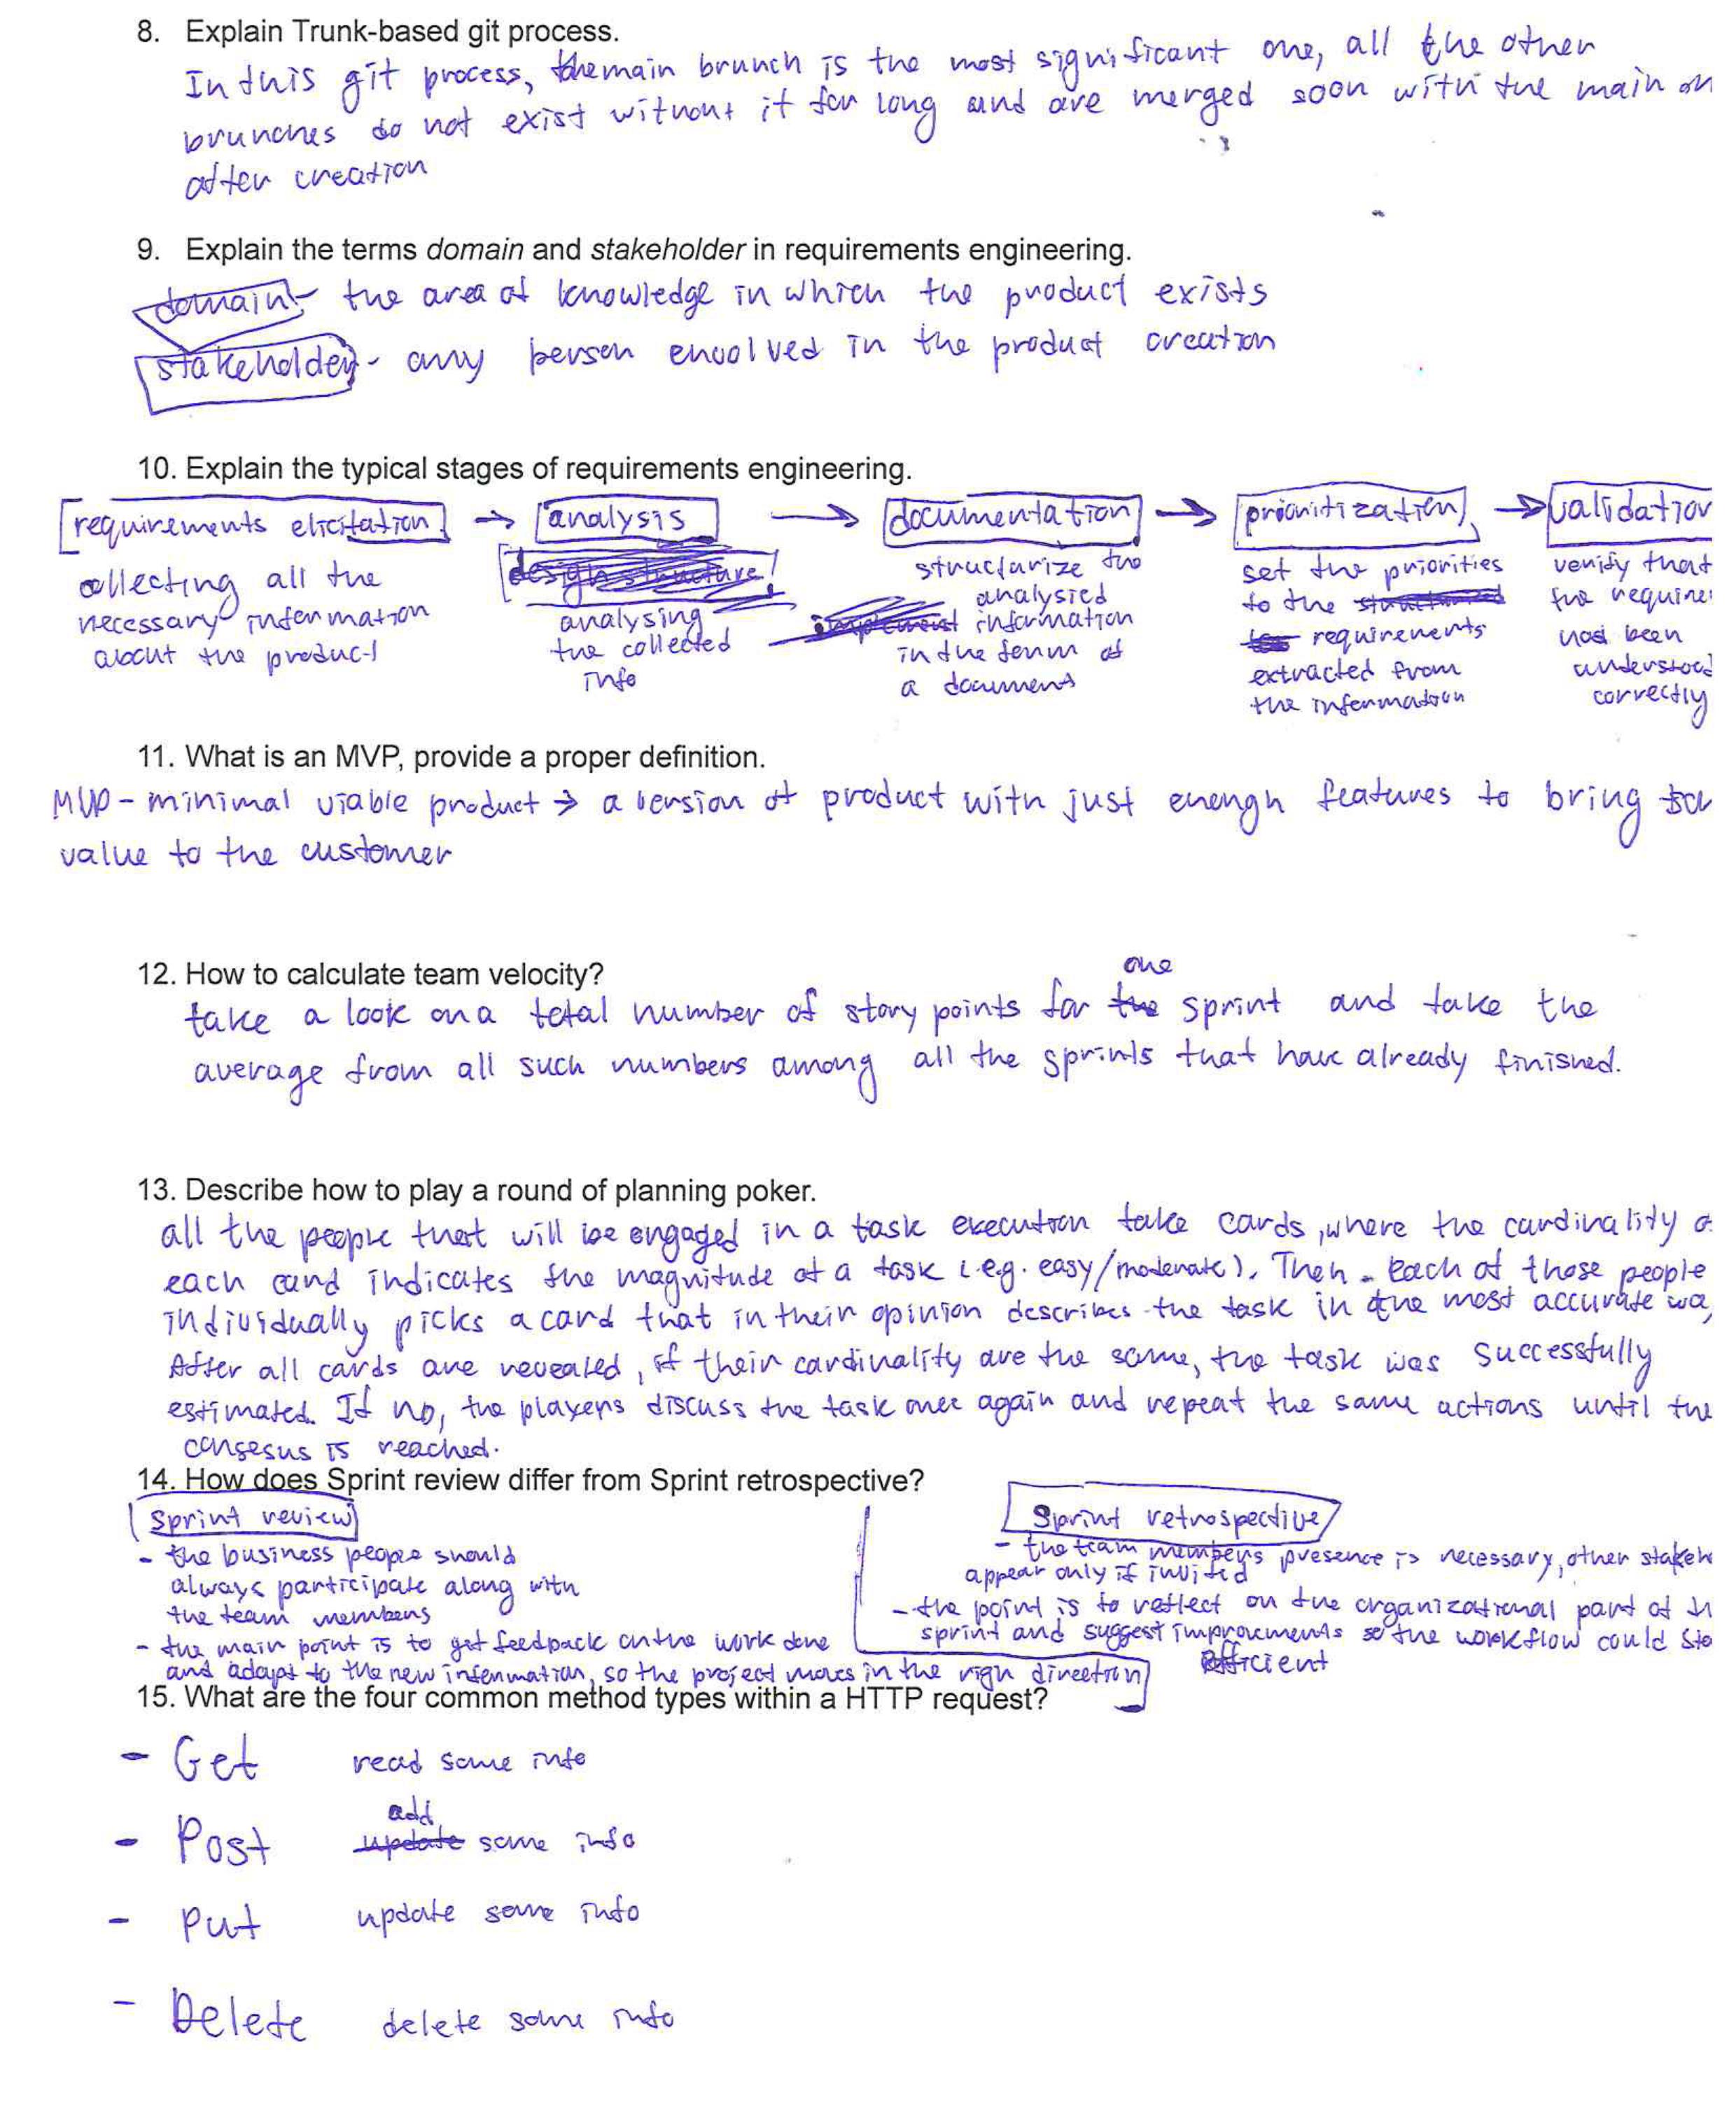 8. Explain Trunk-based git process.
In this git process, the main brunch is the most significant one, all the other
brunches do not exist without it for long and are merged soon with the main on
after creation
9. Explain the terms domain and stakeholder in requirements engineering.
domain - the area of knowledge in which the product exists
stakeholder - any person envolved in the product creation
10. Explain the typical stages of requirements engineering.
requirements elicitation → analysis → documentation → prioritization → validation
collecting all the
necessary information
about the product
design structure
analysing
the collected
info
structurize the
analysied
implement information
in the form of
a document
set the priorities
to the structurized
requirements
extracted from
the information
verify that
the require
had been
understood
correctly
11. What is an MVP, provide a proper definition.
MVP - minimal viable product → a version of product with just enough features to bring
value to the customer
12. How to calculate team velocity?
one
take a look on a total number of story points for the sprint and take the
average from all such numbers among all the sprints that have already finished.
13. Describe how to play a round of planning poker.
all the people that will be engaged in a task execution take cards, where the cardinality o
each card indicates the magnitude of a task (e.g. easy/moderate). Then - Each of those people
individually picks a card that in their opinion describes the task in the most accurate wa
After all cards are revealed, if their cardinality are the same, the task was successfully
estimated. If no, the players discuss the task once again and repeat the same actions until the
consesus is reached.
14. How does Sprint review differ from Sprint retrospective?
Sprint review
- the business people should
always participate along with
the team members
- the main point is to get feedback on the work done
and adapt to the new information, so the project moves in the righ direction
Sprint retrospective
- the team members presence is necessary, other stakeh
appear only if invited
- the point is to reflect on the organizational part of th
sprint and suggest improvements so the workflow could sta
efficient
15. What are the four common method types within a HTTP request?
- Get read some info
add
- Post update some info
- Put update some info
- Delete delete some info